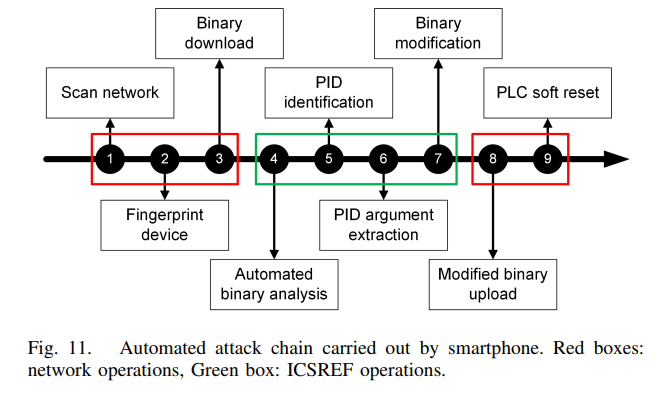 Binary
download
Binary
modification
Scan network
PID
identification
PLC soft reset
1
2
3
4
5
6
7
8
9
Fingerprint
device
PID argument
extraction
Automated
binary analysis
Modified binary
upload
Fig. 11. Automated attack chain carried out by smartphone. Red boxes:
network operations, Green box: ICSREF operations.